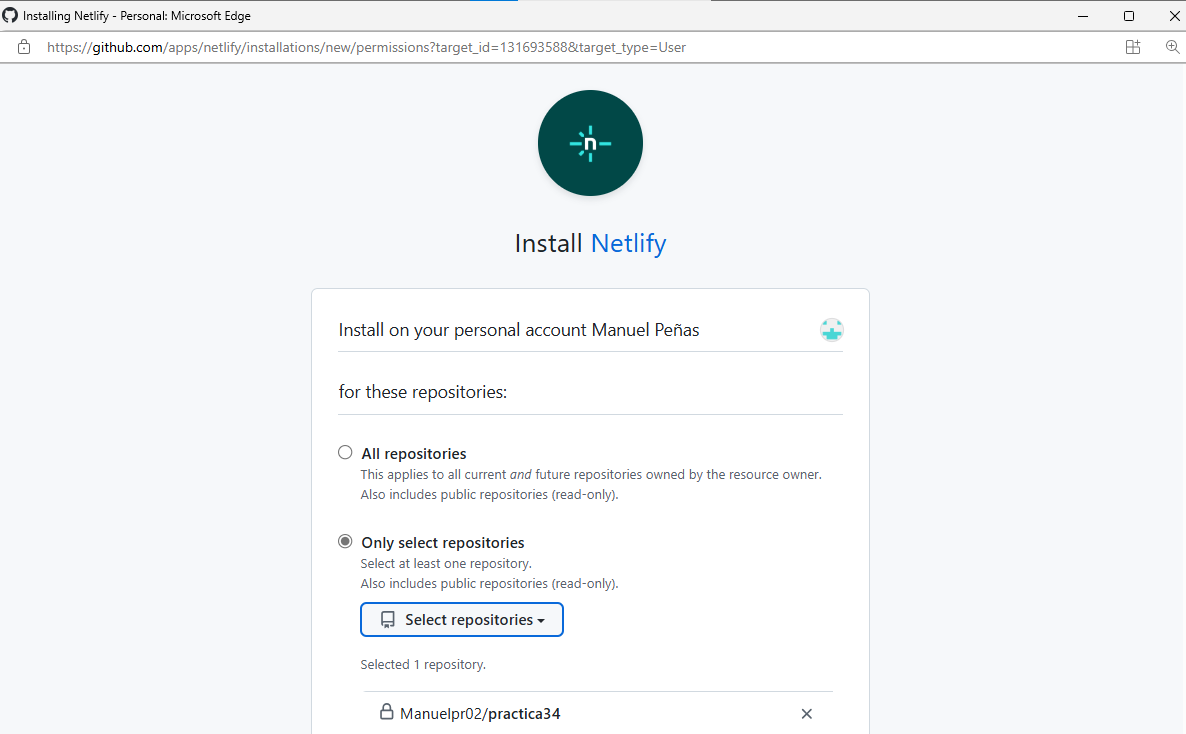 Installing Netlify - Personal: Microsoft Edge
https://github.com/apps/netlify/installations/new/permissions?target_id=131693588&target_type=User
n
Install Netlify
Install on your personal account Manuel Peñas
for these repositories:
All repositories
This applies to all current and future repositories owned by the resource owner.
Also includes public repositories (read-only).
Only select repositories
Select at least one repository.
Also includes public repositories (read-only).
Select repositories
Selected 1 repository.
Manuelpr02/practica34